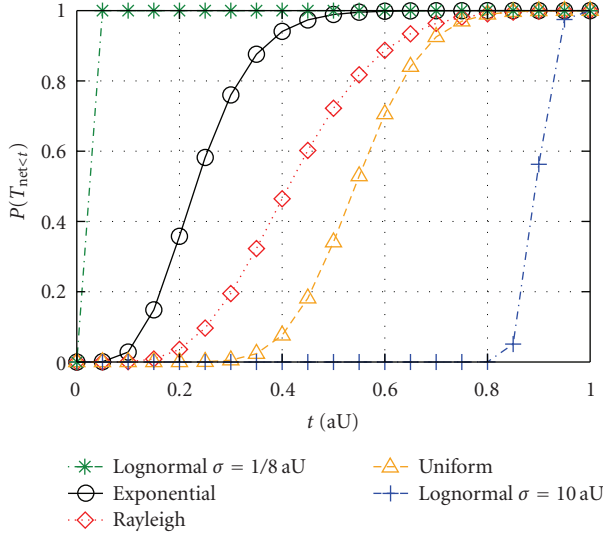 1
0.8
0.6
0.4
0.2
0
P(T_net<t)
0 0.2 0.4 0.6 0.8 1
t (aU)
Lognormal σ = 1/8 aU
Exponential
Rayleigh
Uniform
Lognormal σ = 10 aU